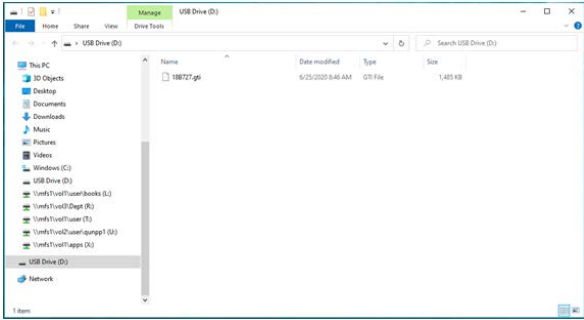 Manage
USB Drive (D:)
File
Home
Share
View
Drive Tools
USB Drive (D:)
Search USB Drive (D:)
This PC
3D Objects
Desktop
Documents
Downloads
Music
Pictures
Videos
Windows (C:)
USB Drive (D:)
\\mfs1\vol1\user\books (L:)
\\mfs1\vol3\Dept (R:)
\\mfs1\vol1\user (T:)
\\mfs1\vol2\user\qunpp1 (U:)
\\mfs1\vol1\apps (X:)
USB Drive (D:)
Network
Name
Date modified
Type
Size
188727.gti
6/25/2020 8:46 AM
GTI File
1,485 KB
1 item